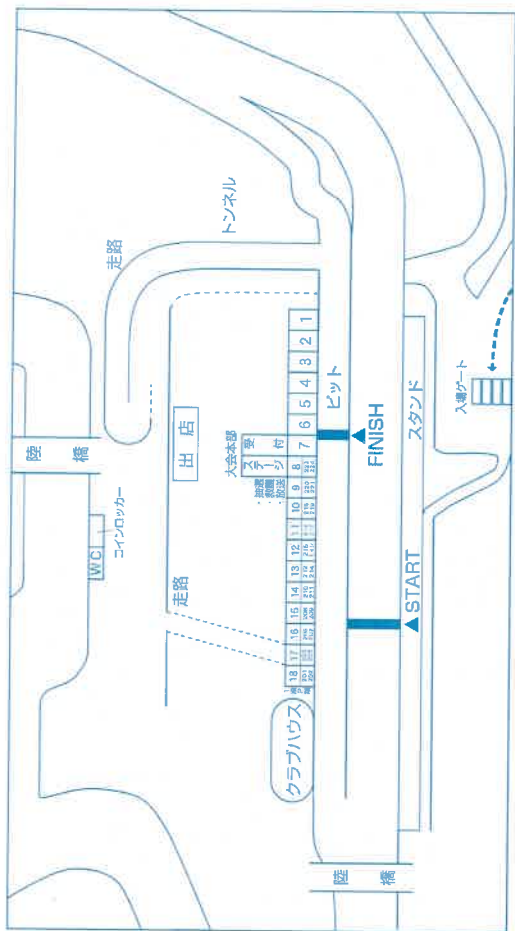 陸橋
WC
コインロッカー
走路
トンネル
走路
出店
大会本部
受付
ステージ
・抽選
・救護
・放送
18 17 16 15 14 13 12 11 10 9 8 7 6 5 4 3 2 1
クラブハウス
ピット
FINISH
START
スタンド
陸橋
入場ゲート